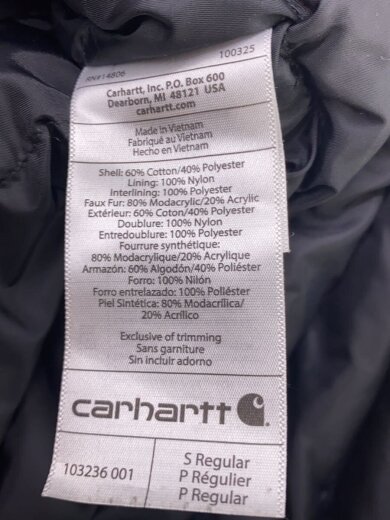 RN#14806 100325
Carhartt, Inc. P.O. Box 600
Dearborn, MI 48121 USA
carhartt.com
Made in Vietnam
Fabriqué au Vietnam
Hecho en Vietnam
Shell: 60% Cotton/40% Polyester
Lining: 100% Nylon
Interlining: 100% Polyester
Faux Fur: 80% Modacrylic/20% Acrylic
Extérieur: 60% Coton/40% Polyester
Doublure: 100% Nylon
Entredoublure: 100% Polyester
Fourrure synthétique:
80% Modacrylique/20% Acrylique
Armazón: 60% Algodón/40% Poliéster
Forro: 100% Nilón
Forro entrelazado: 100% Poliéster
Piel Sintética: 80% Modacrílica/
20% Acrílico
Exclusive of trimming
Sans garniture
Sin incluir adorno
carhartt
103236 001
S Regular
P Régulier
P Regular